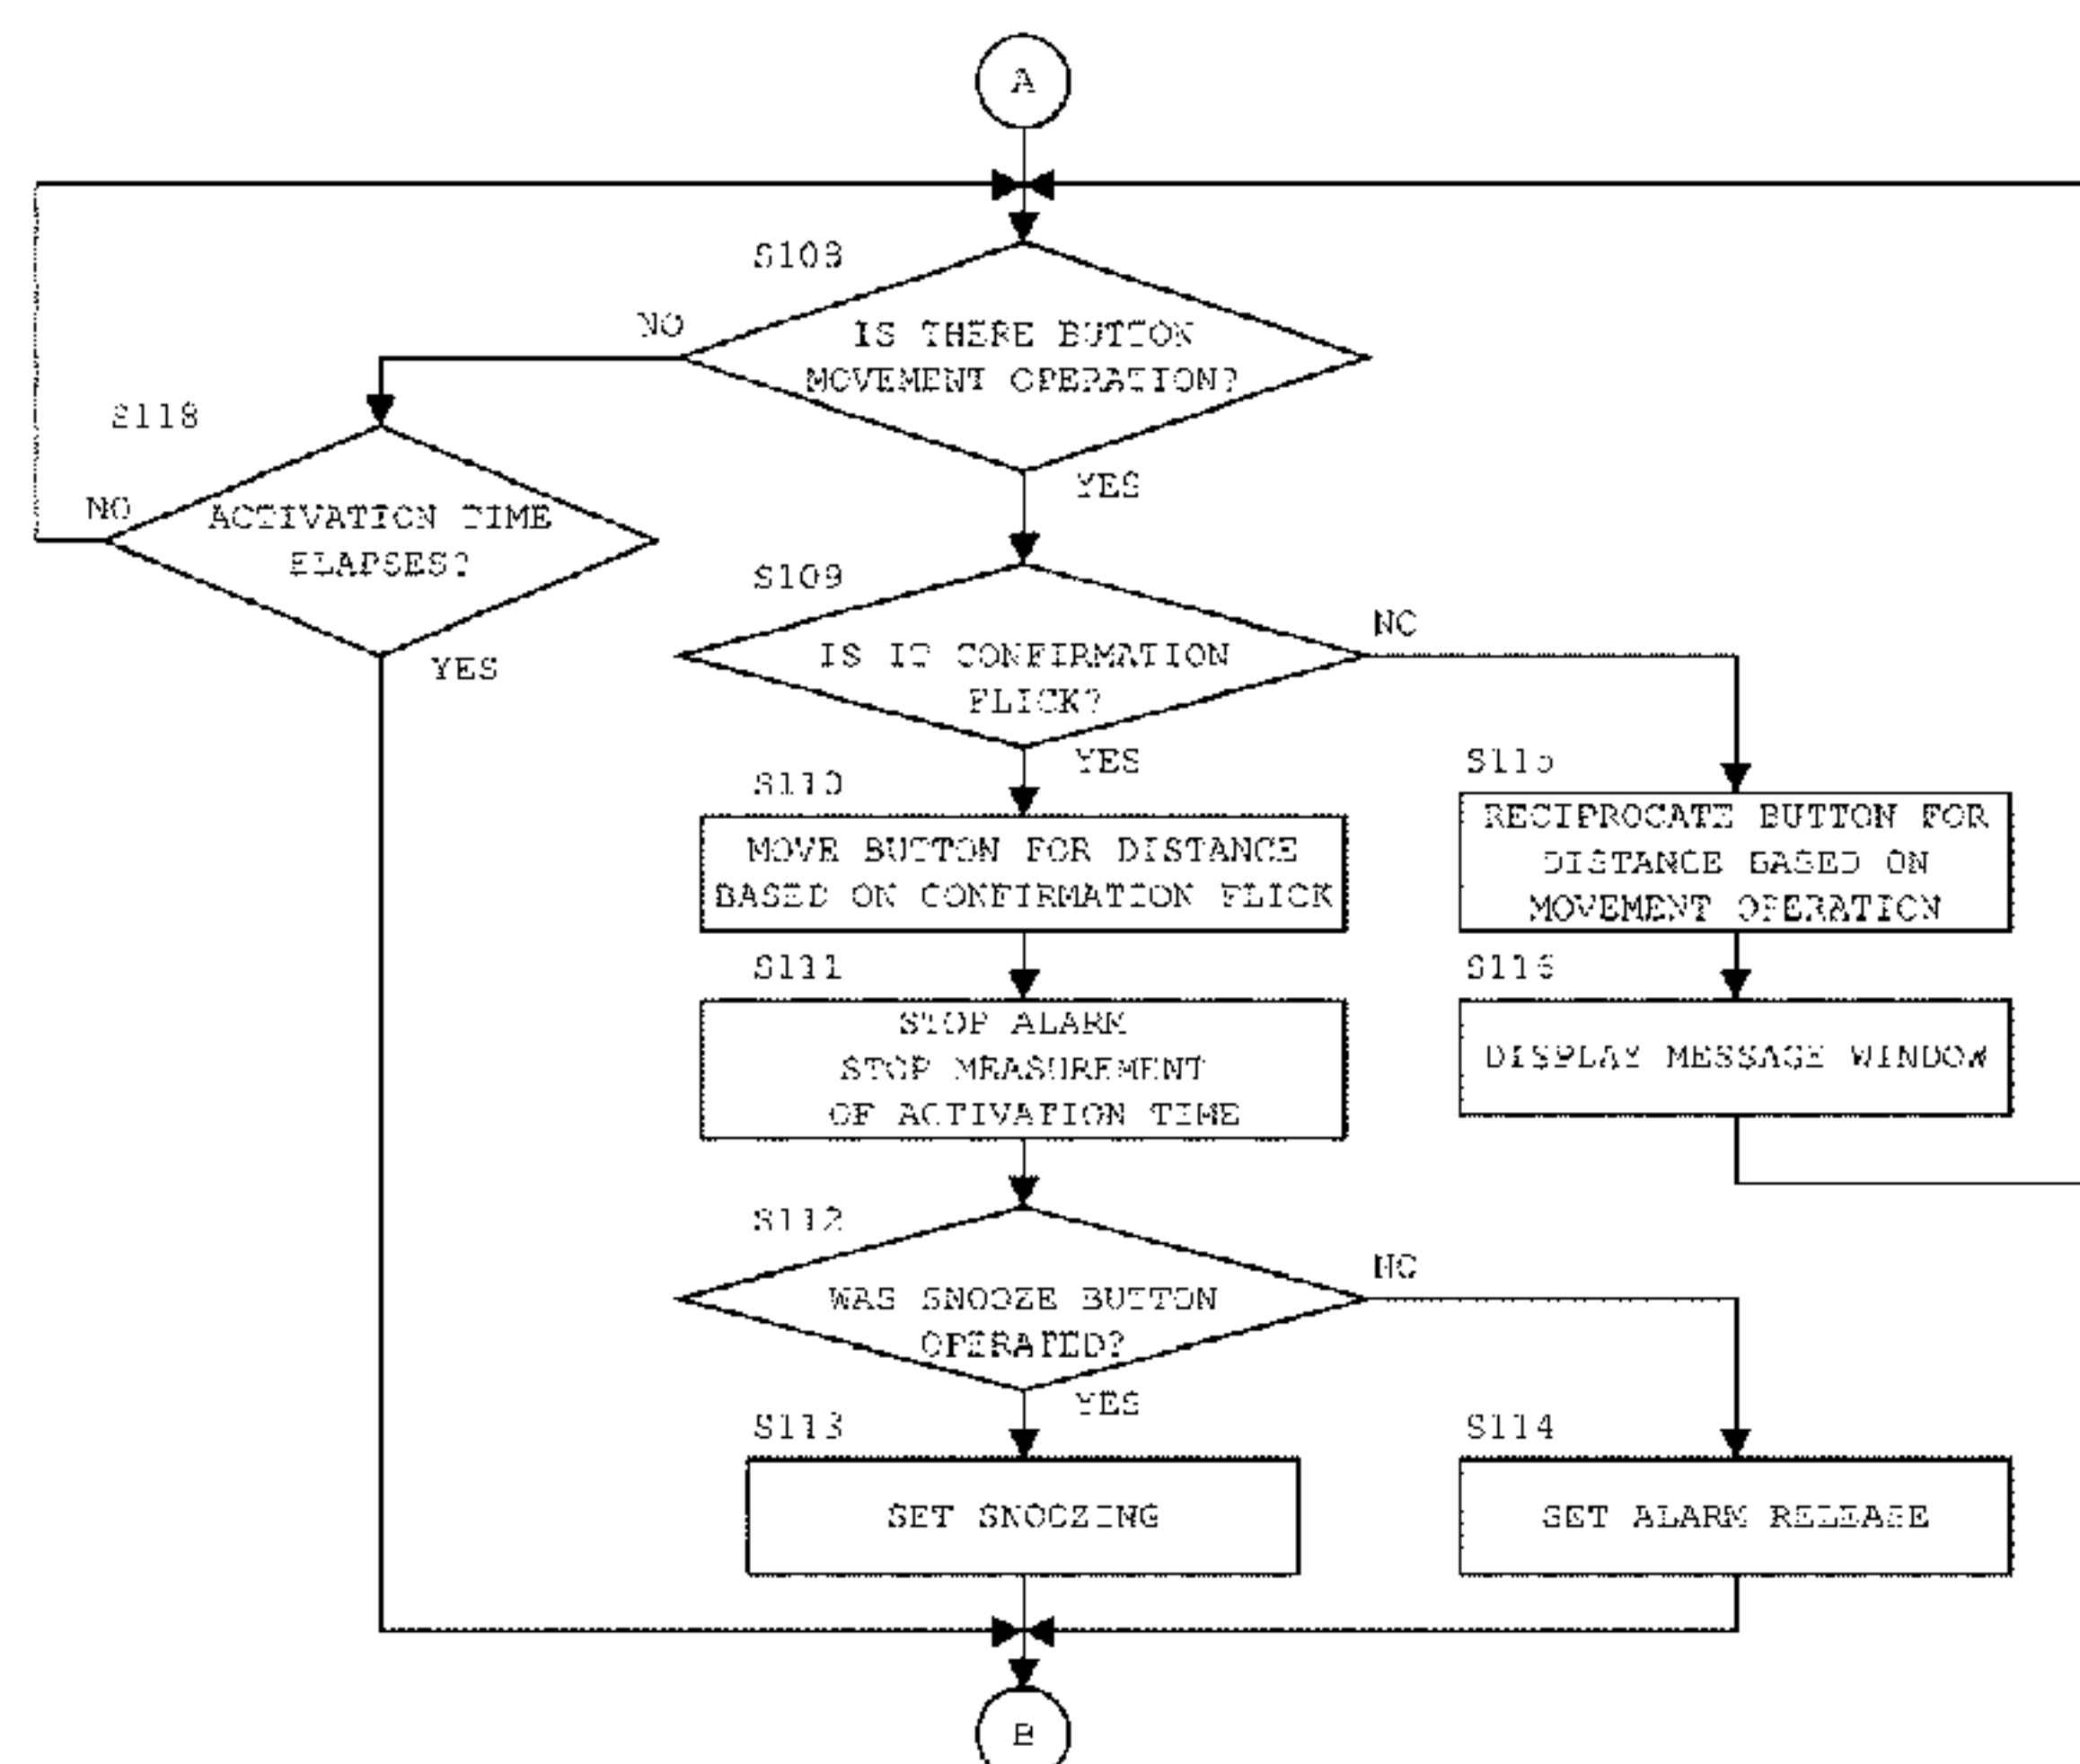 A
S108
NO
IS THERE BUTTON
MOVEMENT OPERATION?
S118
YES
NO
ACTIVATION TIME
ELAPSES?
S109
NO
IS IT CONFIRMATION
FLICK?
YES
YES
S110
MOVE BUTTON FOR DISTANCE
BASED ON CONFIRMATION FLICK
S115
RECIPROCATE BUTTON FOR
DISTANCE BASED ON
MOVEMENT OPERATION
S111
STOP ALARM
STOP MEASUREMENT
OF ACTIVATION TIME
S116
DISPLAY MESSAGE WINDOW
S112
NO
WAS SNOOZE BUTTON
OPERATED?
YES
S113
SET SNOOZING
S114
SET ALARM RELEASE
B